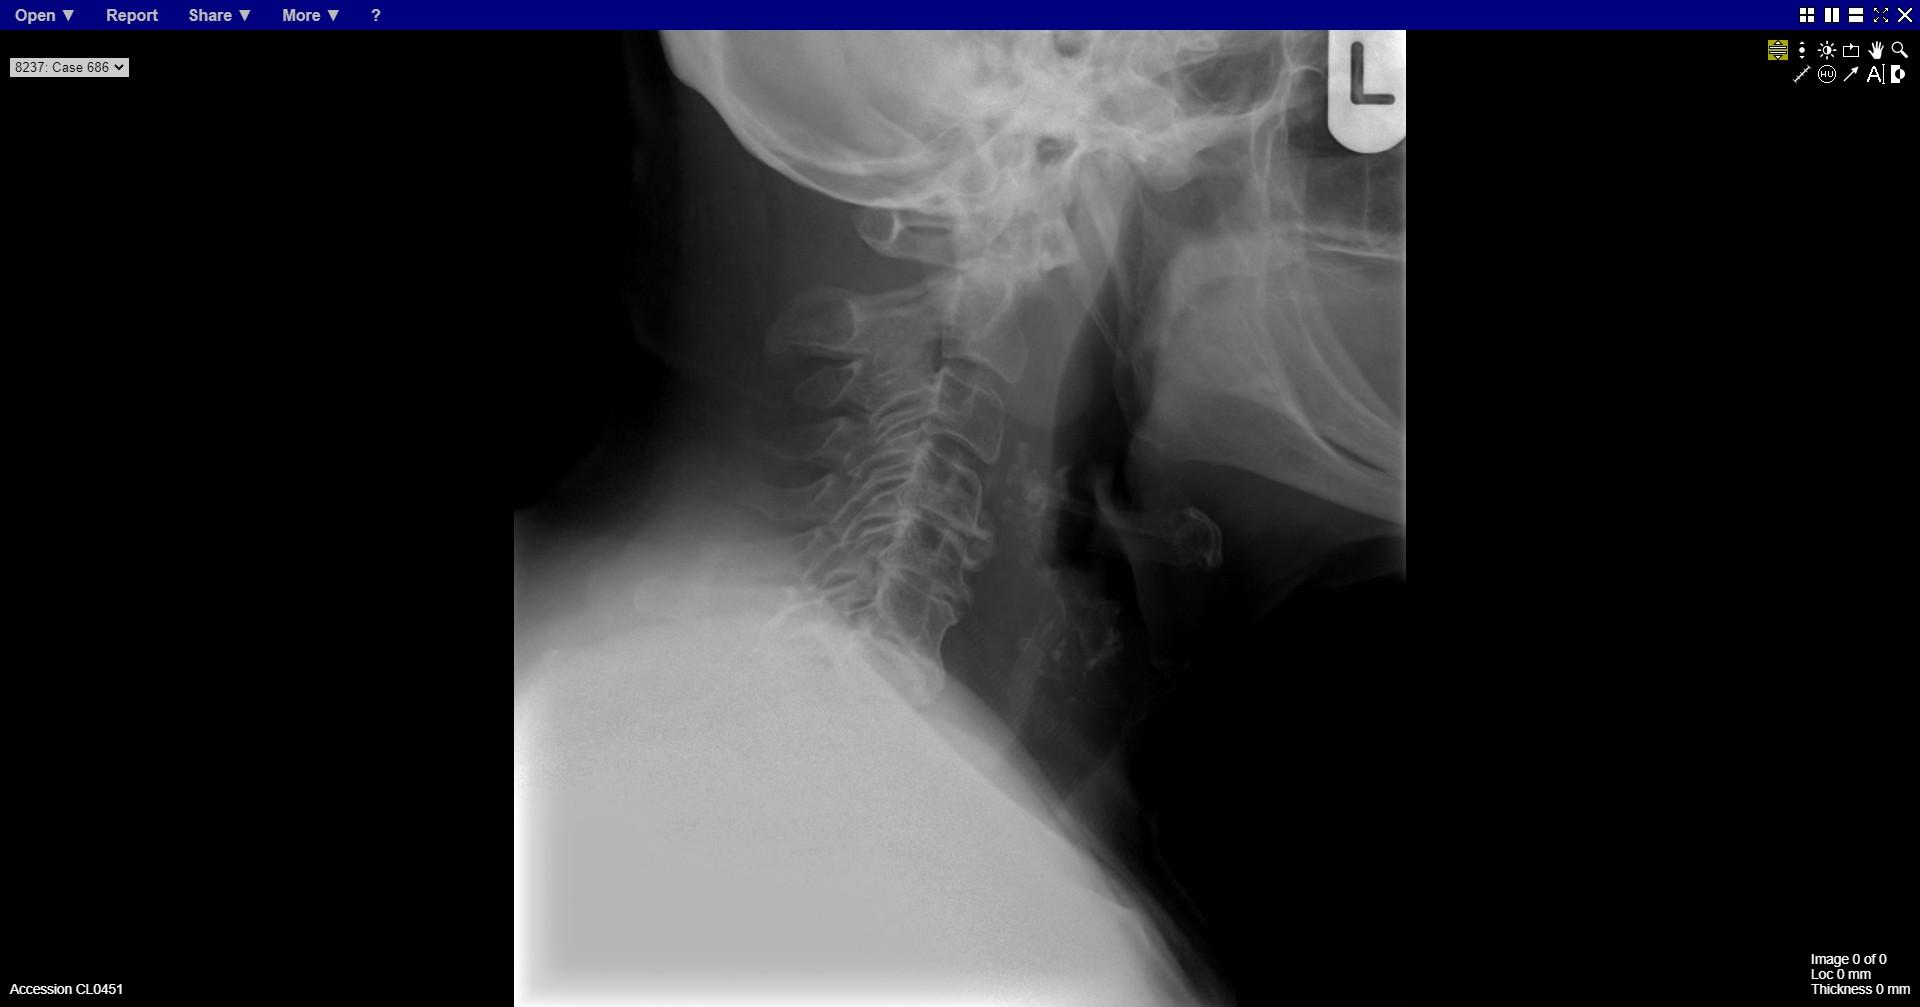 Open ▼ Report Share ▼ More ▼ ?
8237: Case 686
L
HU
A
Image 0 of 0
Loc 0 mm
Thickness 0 mm
Accession CL0451